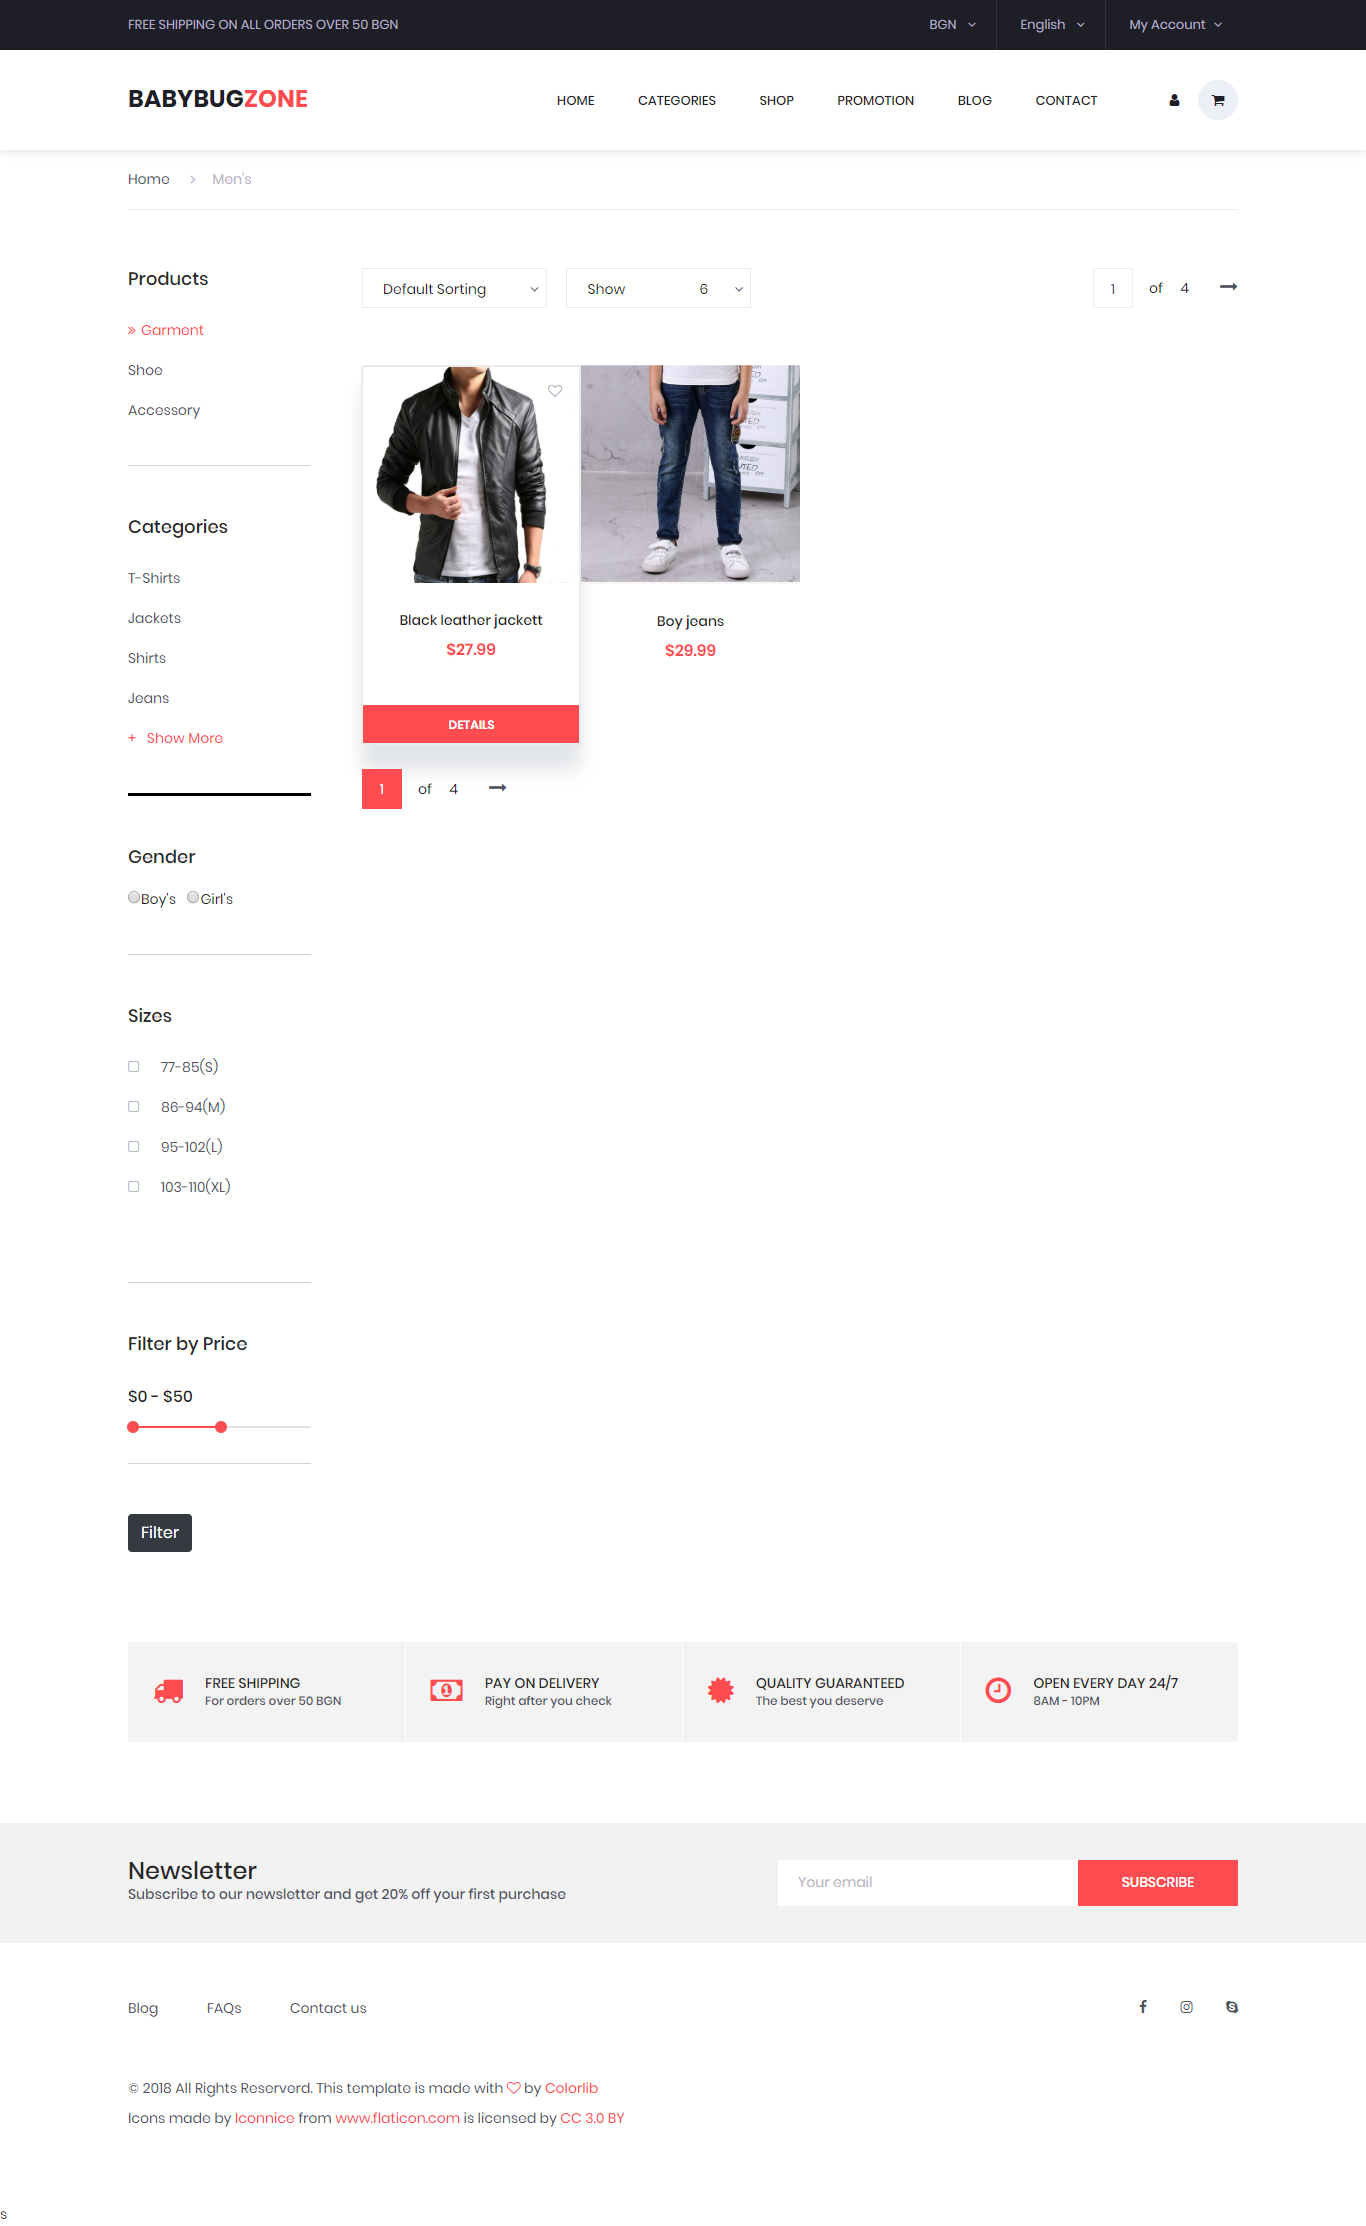 FREE SHIPPING ON ALL ORDERS OVER 50 BGN
BGN English My Account
BABYBUGZONE
HOME CATEGORIES SHOP PROMOTION BLOG CONTACT
Home > Men's
Products
» Garment
Shoe
Accessory
Default Sorting
Show 6
1 of 4
Black leather jackett
$27.99
DETAILS
Boy jeans
$29.99
1 of 4
Categories
T-Shirts
Jackets
Shirts
Jeans
+ Show More
Gender
Boy's Girl's
Sizes
77-85(S)
86-94(M)
95-102(L)
103-110(XL)
Filter by Price
$0 - $50
Filter
FREE SHIPPING
For orders over 50 BGN
PAY ON DELIVERY
Right after you check
QUALITY GUARANTEED
The best you deserve
OPEN EVERY DAY 24/7
8AM - 10PM
Newsletter
Subscribe to our newsletter and get 20% off your first purchase
Your email
SUBSCRIBE
Blog FAQs Contact us
© 2018 All Rights Reserverd. This template is made with ♡ by Colorlib
Icons made by Iconnice from www.flaticon.com is licensed by CC 3.0 BY
s